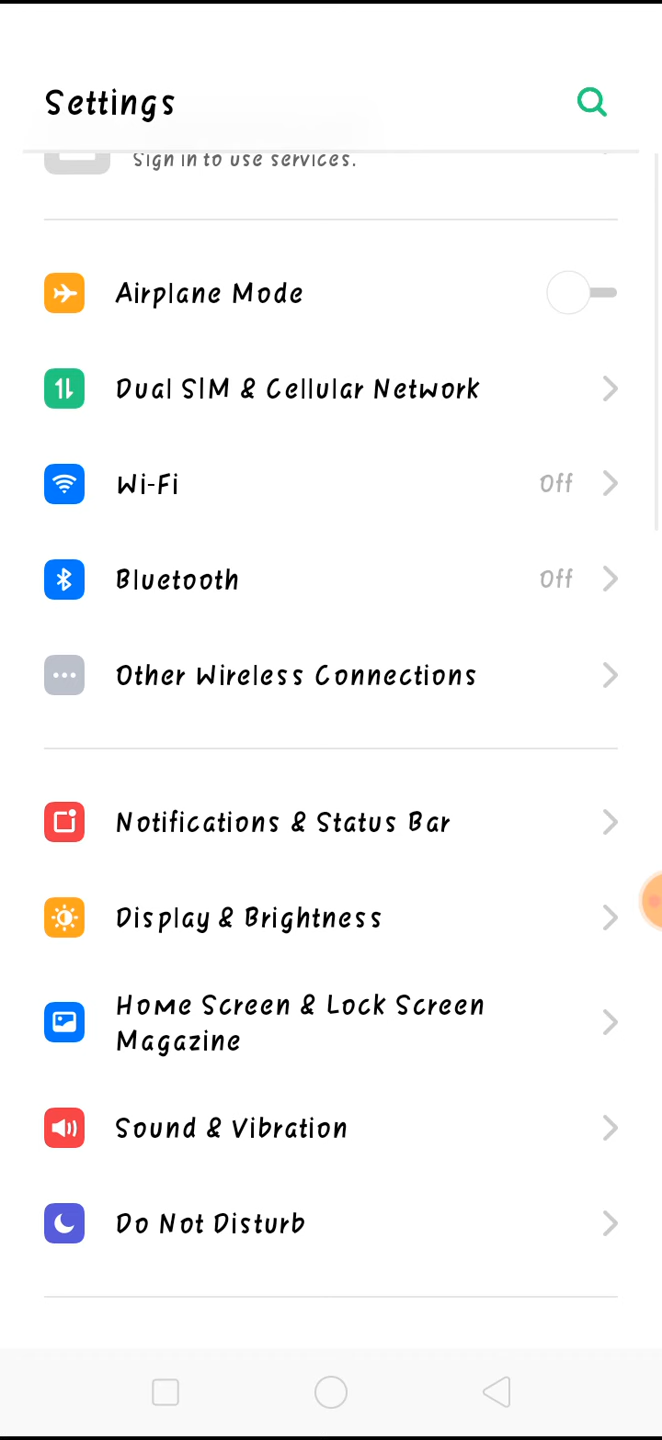 Settings
Sign in to use services.
Airplane Mode
Dual SIM & Cellular Network
Wi-Fi
Off
Bluetooth
Off
Other Wireless Connections
Notifications & Status Bar
Display & Brightness
Home Screen & Lock Screen
Magazine
Sound & Vibration
Do Not Disturb